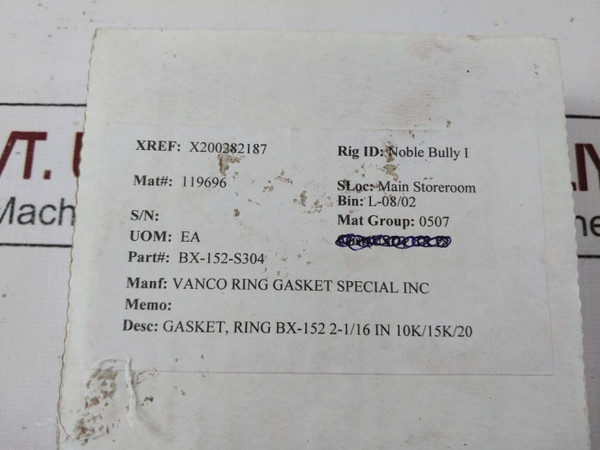 XREF: X200282187
Rig ID: Noble Bully I
Mat#: 119696
SLoc: Main Storeroom
Bin: L-08/02
S/N:
Mat Group: 0507
UOM: EA
Part#: BX-152-S304
Manf: VANCO RING GASKET SPECIAL INC
Memo:
Desc: GASKET, RING BX-152 2-1/16 IN 10K/15K/20